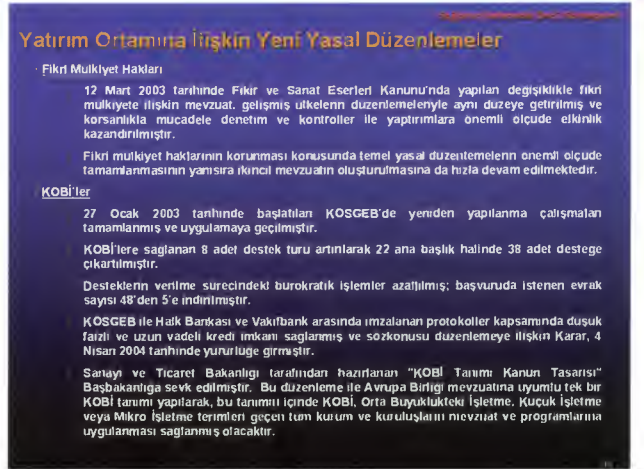 Yatırım Ortamına İlişkin Yeni Yasal Düzenlemeler
Fikri Mülkiyet Hakları
12 Mart 2003 tarihinde Fikir ve Sanat Eserleri Kanunu'nda yapılan değişiklikle fikri
mülkiyete ilişkin mevzuat, gelişmiş ülkelerin düzenlemeleriyle aynı düzeye getirilmiş ve
korsanlıkla mücadele denetim ve kontroller ile yaptırımlara önemli ölçüde etkinlik
kazandırılmıştır.
Fikri mülkiyet haklarının korunması konusunda temel yasal düzenlemelerin önemli ölçüde
tamamlanmasının yanısıra ikincil mevzuatın oluşturulmasına da hızla devam edilmektedir.
KOBİ'ler
27 Ocak 2003 tarihinde başlatılan KOSGEB'de yeniden yapılanma çalışmaları
tamamlanmış ve uygulamaya geçilmiştir.
KOBİ'lere sağlanan 8 adet destek türü artırılarak 22 ana başlık halinde 38 adet desteğe
çıkartılmıştır.
Desteklerin verilme sürecindeki bürokratik işlemler azaltılmış; başvuruda istenen evrak
sayısı 48'den 5'e indirilmiştir.
KOSGEB ile Halk Bankası ve Vakıfbank arasında imzalanan protokoller kapsamında düşük
faizli ve uzun vadeli kredi imkanı sağlanmış ve sözkonusu düzenlemeye ilişkin Karar, 4
Nisan 2004 tarihinde yürürlüğe girmiştir.
Sanayi ve Ticaret Bakanlığı tarafından hazırlanan "KOBİ Tanımı Kanun Tasarısı"
Başbakanlığa sevk edilmiştir. Bu düzenleme ile Avrupa Birliği mevzuatına uyumlu tek bir
KOBİ tanımı yapılarak, bu tanımın içinde KOBİ, Orta Büyüklükteki İşletme, Küçük İşletme
veya Mikro İşletme terimleri geçen tüm kurum ve kuruluşların mevzuat ve programlarına
uygulanması sağlanmış olacaktır.